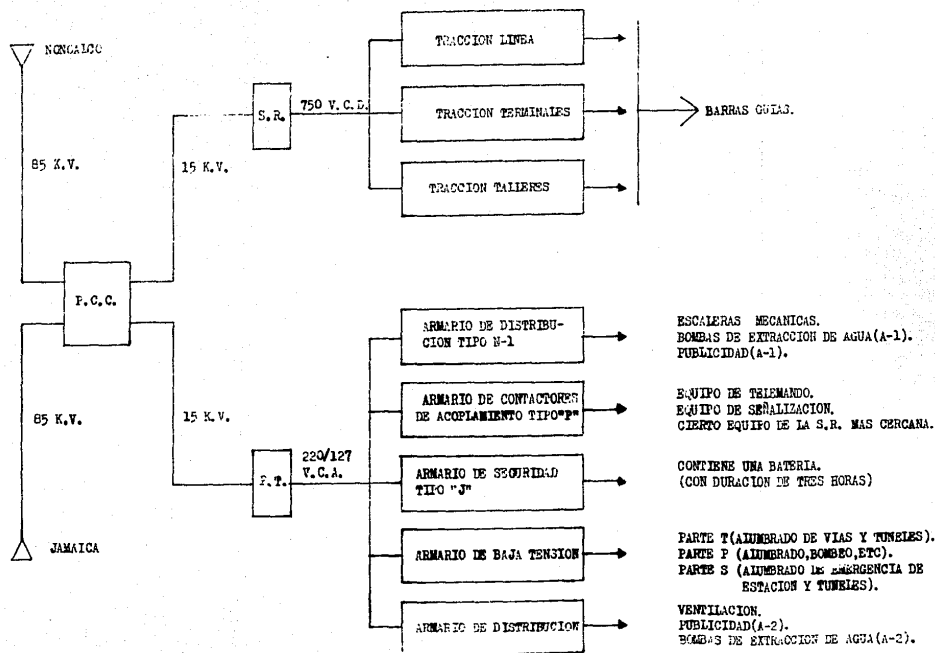 NONOALCO
85 K.V.
15 K.V.
S.R.
750 V.C.D.
TRACCION LINEA
TRACCION TERMINALES
TRACCION TALLERES
BARRAS GUIAS.
P.C.C.
85 K.V.
15 K.V.
JAMAICA
P.T.
220/127
V.C.A.
ARMARIO DE DISTRIBU-
CION TIPO N-1
ESCALERAS MECANICAS.
BOMBAS DE EXTRACCION DE AGUA(A-1).
PUBLICIDAD(A-1).
ARMARIO DE CONTACTORES
DE ACOPLAMIENTO TIPO"P"
EQUIPO DE TELEMANDO.
EQUIPO DE SEÑALIZACION.
CIERTO EQUIPO DE LA S.R. MAS CERCANA.
ARMARIO DE SEGURIDAD
TIPO "J"
CONTIENE UNA BATERIA.
(CON DURACION DE TRES HORAS)
ARMARIO DE BAJA TENSION
PARTE T(ALUMBRADO DE VIAS Y TUNELES).
PARTE P (ALUMBRADO,BOMBEO,ETC).
PARTE S (ALUMBRADO DE EMERGENCIA DE
ESTACION Y TUNELES).
ARMARIO DE DISTRIBUCION
VENTILACION.
PUBLICIDAD(A-2).
BOMBAS DE EXTRACCION DE AGUA(A-2).